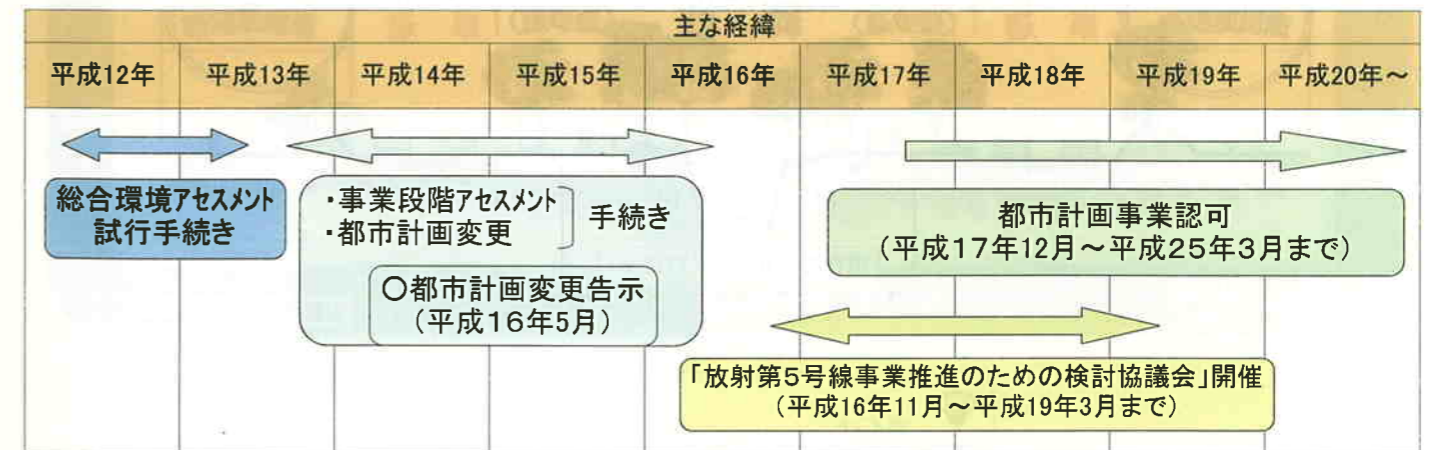 主な経緯
平成12年 平成13年 平成14年 平成15年 平成16年 平成17年 平成18年 平成19年 平成20年～
総合環境アセスメント
試行手続き
・事業段階アセスメント
・都市計画変更
手続き
○都市計画変更告示
（平成16年5月）
都市計画事業認可
（平成17年12月～平成25年3月まで）
「放射第5号線事業推進のための検討協議会」開催
（平成16年11月～平成19年3月まで）